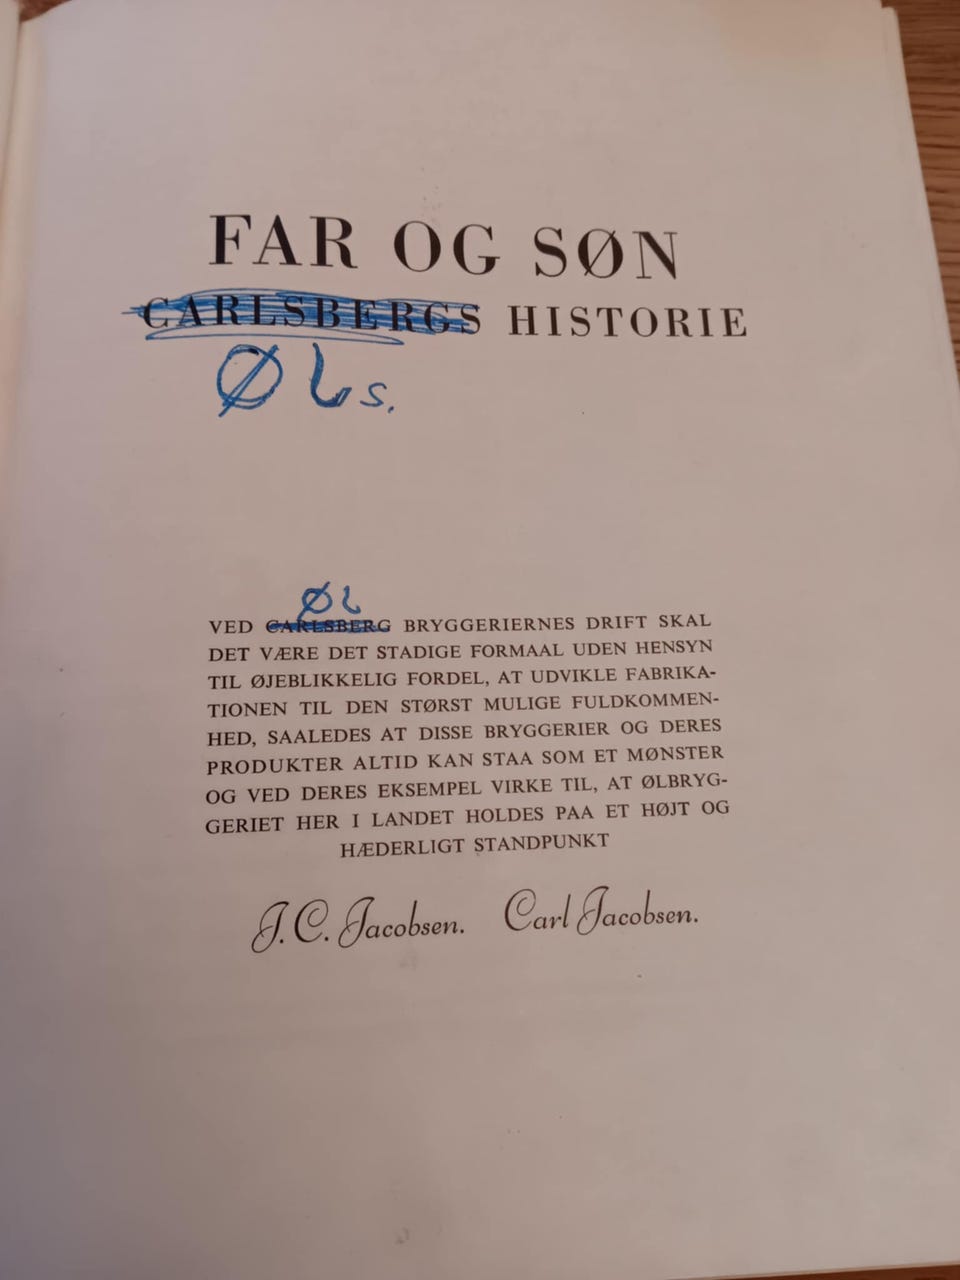 FAR OG SØN
CARLSBERGS HISTORIE
ØLs.
ØL
VED CARLSBERG BRYGGERIERNES DRIFT SKAL
DET VÆRE DET STADIGE FORMAAL UDEN HENSYN
TIL ØJEBLIKKELIG FORDEL, AT UDVIKLE FABRIKA-
TIONEN TIL DEN STØRST MULIGE FULDKOMMEN-
HED, SAALEDES AT DISSE BRYGGERIER OG DERES
PRODUKTER ALTID KAN STAA SOM ET MØNSTER
OG VED DERES EKSEMPEL VIRKE TIL, AT ØLBRYG-
GERIET HER I LANDET HOLDES PAA ET HØJT OG
HÆDERLIGT STANDPUNKT
J. C. Jacobsen. Carl Jacobsen.